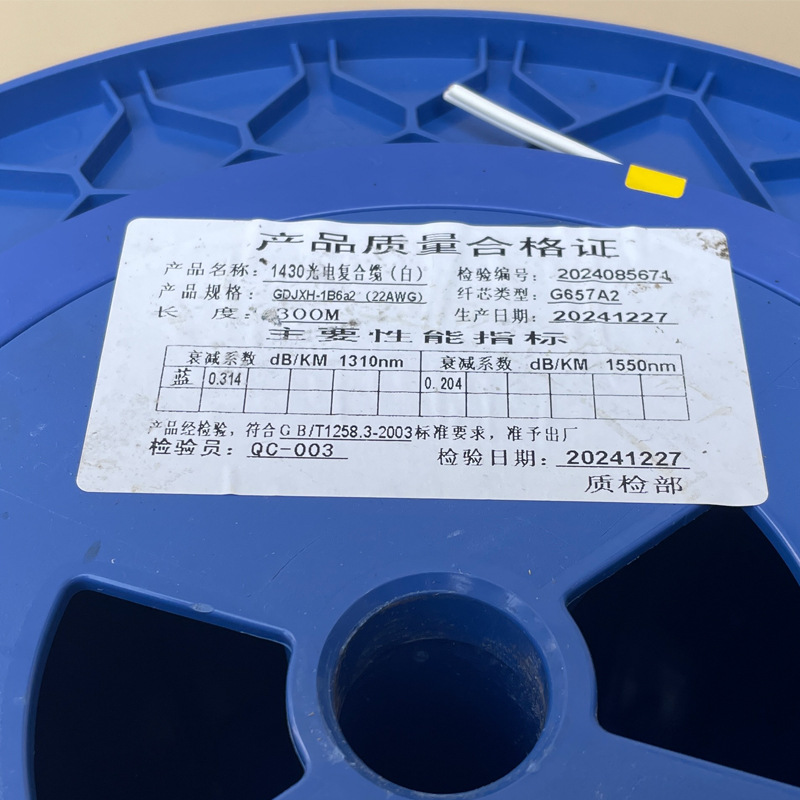 产品质量合格证
产品名称：1430光电复合缆（白） 检验编号：2024085671
产品规格：GDJXH-1B6a2（22AWG） 纤芯类型：G657A2
长 度：300M 生产日期：20241227
主要性能指标
衰减系数 dB/KM 1310nm 衰减系数 dB/KM 1550nm
蓝 0.314 0.204
产品经检验，符合GB/T1258.3-2003标准要求，准予出厂
检验员：QC-003 检验日期：20241227
质检部